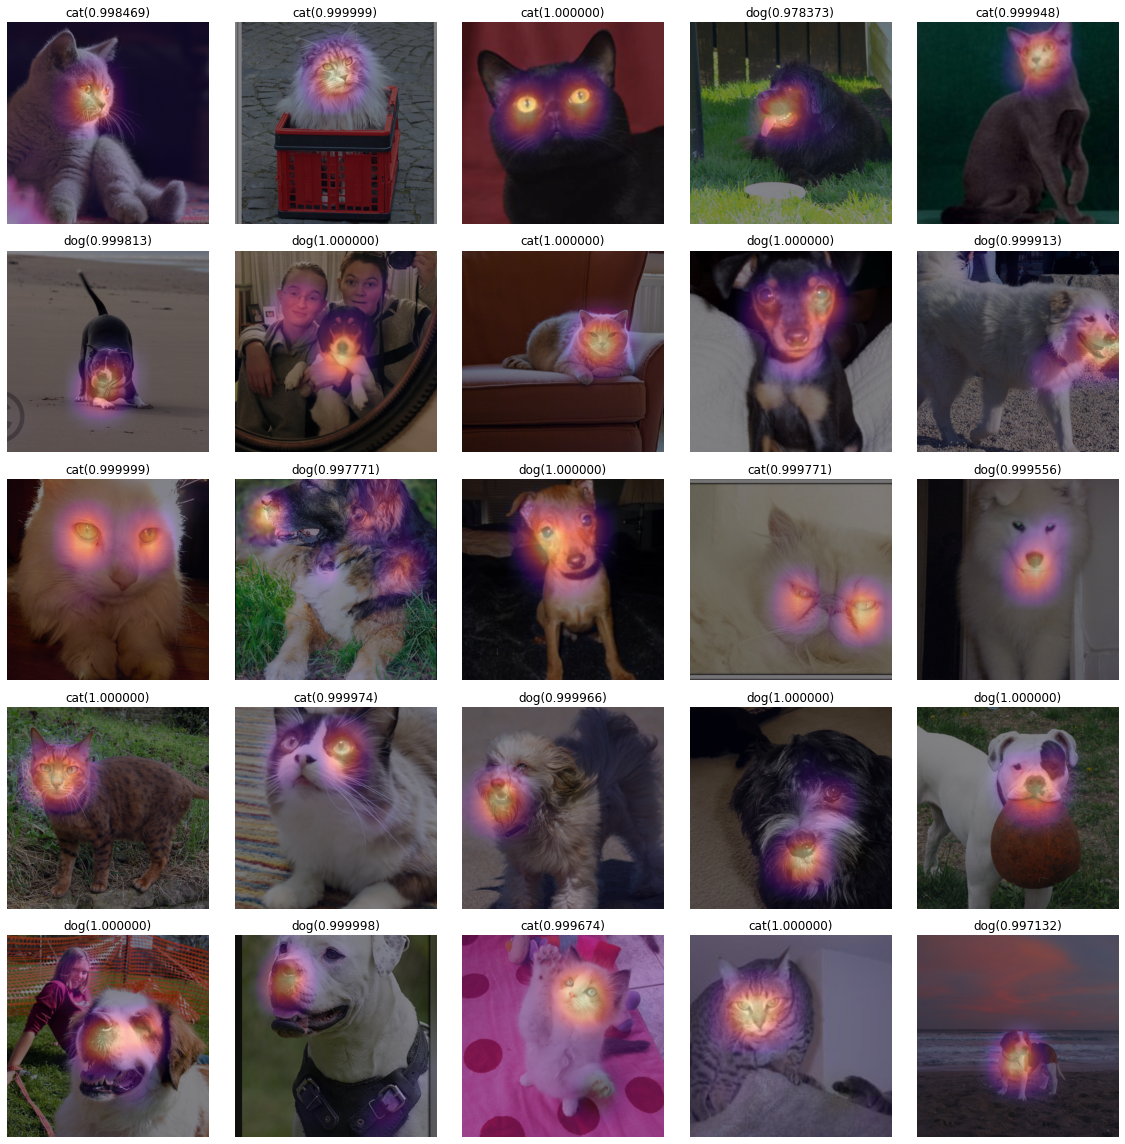 cat(0.998469)
cat(0.999999)
cat(1.000000)
dog(0.978373)
cat(0.999948)
dog(0.999813)
dog(1.000000)
cat(1.000000)
dog(1.000000)
dog(0.999913)
cat(0.999999)
dog(0.997771)
dog(1.000000)
cat(0.999771)
dog(0.999556)
cat(1.000000)
cat(0.999974)
dog(0.999966)
dog(1.000000)
dog(1.000000)
dog(1.000000)
dog(0.999998)
cat(0.999674)
cat(1.000000)
dog(0.997132)